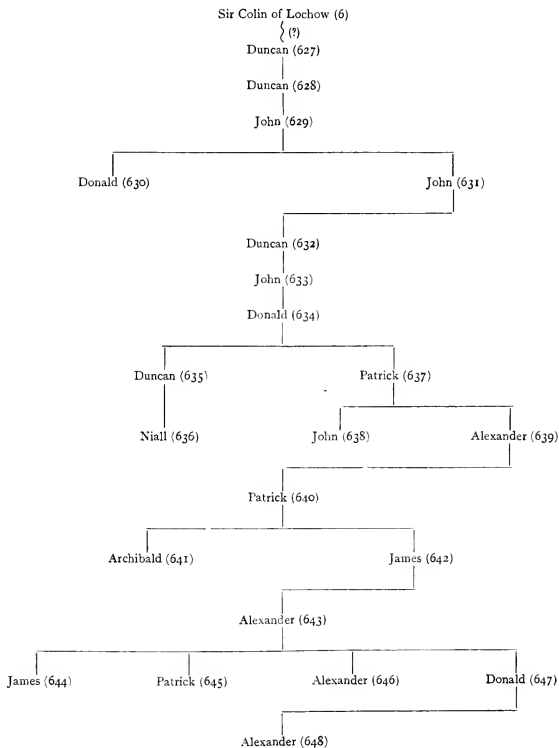 Sir Colin of Lochow (6)
(?)
Duncan (627)
Duncan (628)
John (629)
Donald (630) John (631)
Duncan (632)
John (633)
Donald (634)
Duncan (635) Patrick (637)
Niall (636) John (638) Alexander (639)
Patrick (640)
Archibald (641) James (642)
Alexander (643)
James (644) Patrick (645) Alexander (646) Donald (647)
Alexander (648)